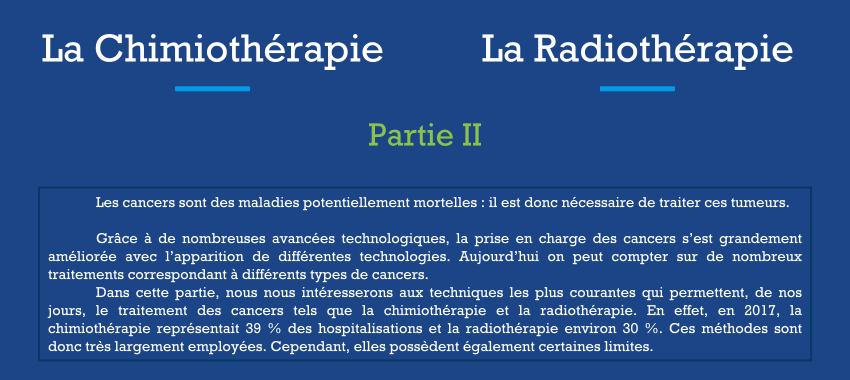 La Chimiothérapie
La Radiothérapie
Partie II
Les cancers sont des maladies potentiellement mortelles : il est donc nécessaire de traiter ces tumeurs.
Grâce à de nombreuses avancées technologiques, la prise en charge des cancers s'est grandement
améliorée avec l'apparition de différentes technologies. Aujourd'hui on peut compter sur de nombreux
traitements correspondant à différents types de cancers.
Dans cette partie, nous nous intéresserons aux techniques les plus courantes qui permettent, de nos
jours, le traitement des cancers tels que la chimiothérapie et la radiothérapie. En effet, en 2017, la
chimiothérapie représentait 39 % des hospitalisations et la radiothérapie environ 30 %. Ces méthodes sont
donc très largement employées. Cependant, elles possèdent également certaines limites.